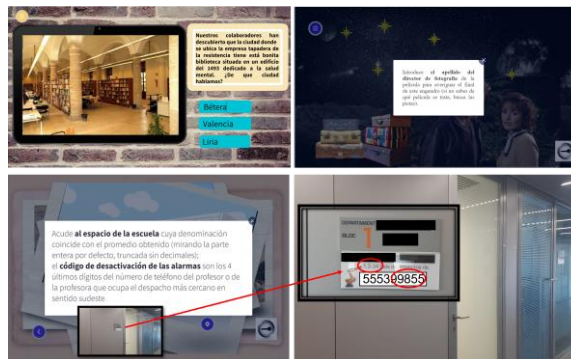 Nuestros colaboradores han
descubierto que la ciudad donde
se ubica la empresa tapadera de
la resistencia tiene está bonita
biblioteca situada en un edificio
del 1493 dedicado a la salud
mental. ¿De que ciudad
hablamos?
Bétera
Valencia
Liria
Introduce el apellido del
director de fotografía de la
película para averiguar el final
de este engendro (si no sabes de
qué película se trata, busca las
pistas).
Acude al espacio de la escuela cuya denominación
coincide con el promedio obtenido (mirando la parte
entera por defecto, truncada sin decimales);
el código de desactivación de las alarmas son los 4
últimos dígitos del número de teléfono del profesor o de
la profesora que ocupa el despacho más cercano en
sentido sudeste
DEPARTAMENT
BLOC
1
555399855